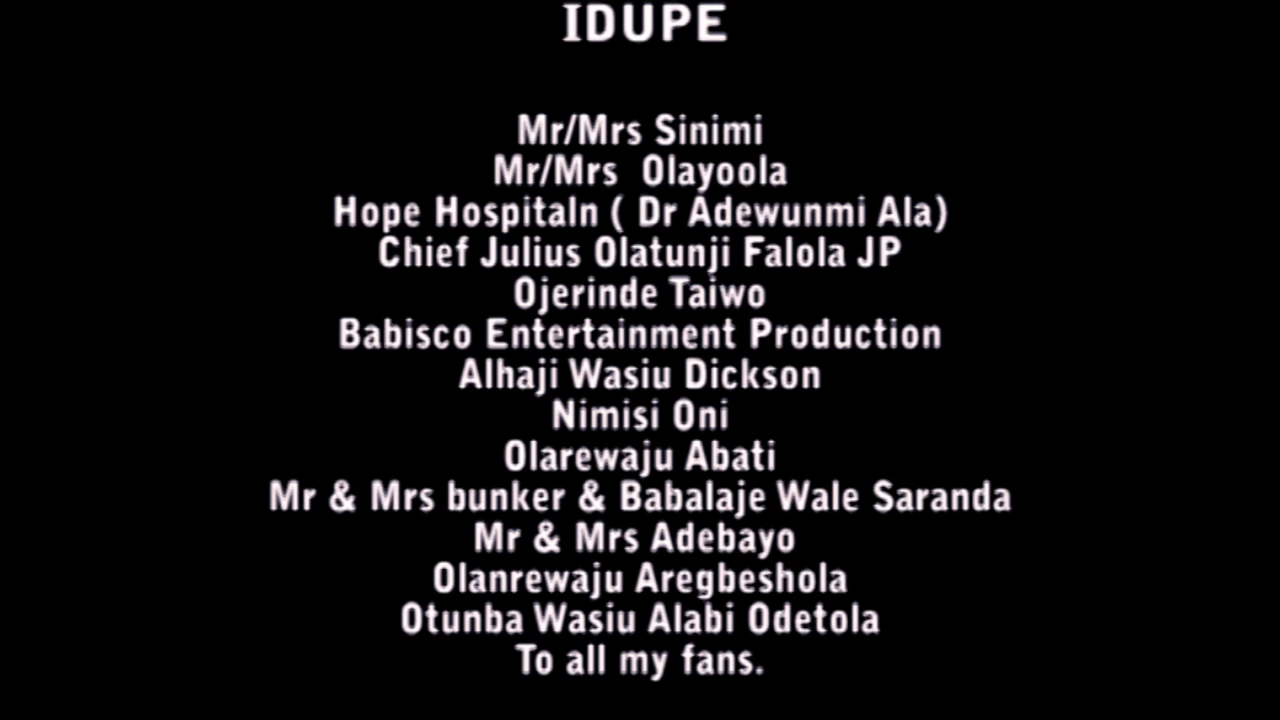 IDUPE
Mr/Mrs Sinimi
Mr/Mrs Olayoola
Hope Hospitaln ( Dr Adewunmi Ala)
Chief Julius Olatunji Falola JP
Ojerinde Taiwo
Babisco Entertainment Production
Alhaji Wasiu Dickson
Nimisi Oni
Olarewaju Abati
Mr & Mrs bunker & Babalaje Wale Saranda
Mr & Mrs Adebayo
Olanrewaju Aregbeshola
Otunba Wasiu Alabi Odetola
To all my fans.